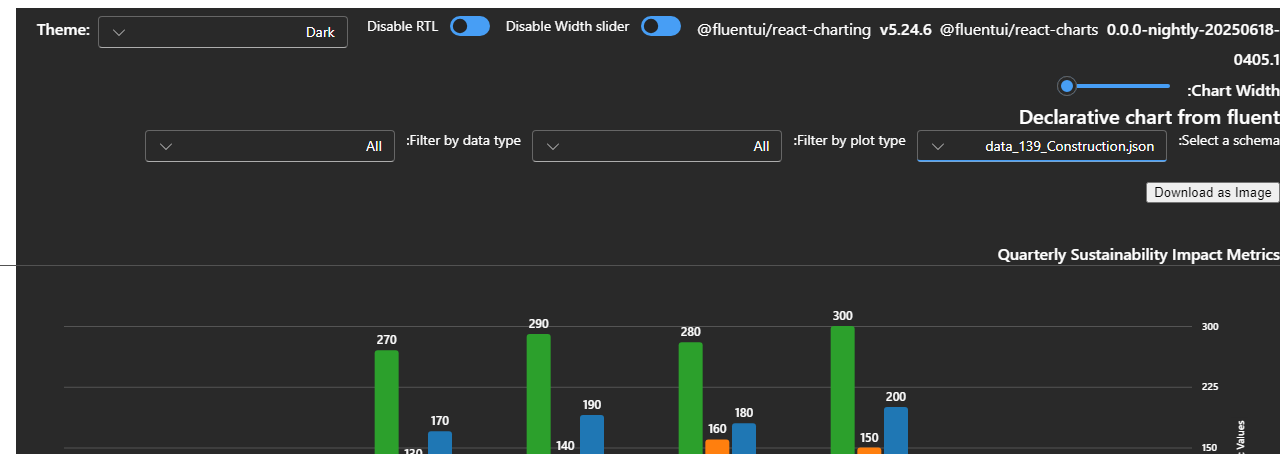 Theme: Dark Disable RTL Disable Width slider @fluentui/react-charting v5.24.6 @fluentui/react-charts 0.0.0-nightly-20250618-
0405.1
:Chart Width
Declarative chart from fluent
:Select a schema data_139_Construction.json :Filter by plot type All :Filter by data type All
Download as Image
Quarterly Sustainability Impact Metrics
300
290
280
270
300
225
200
190
180
170
160
150
140
130
150
Values